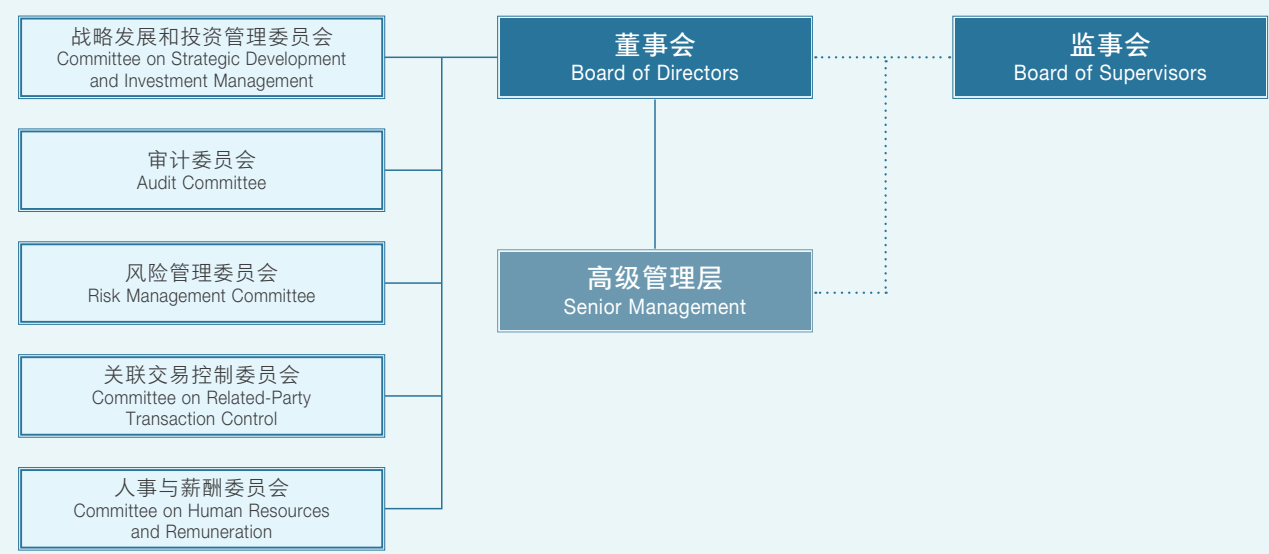 战略发展和投资管理委员会
Committee on Strategic Development
and Investment Management
董事会
Board of Directors
监事会
Board of Supervisors
审计委员会
Audit Committee
风险管理委员会
Risk Management Committee
高级管理层
Senior Management
关联交易控制委员会
Committee on Related-Party
Transaction Control
人事与薪酬委员会
Committee on Human Resources
and Remuneration